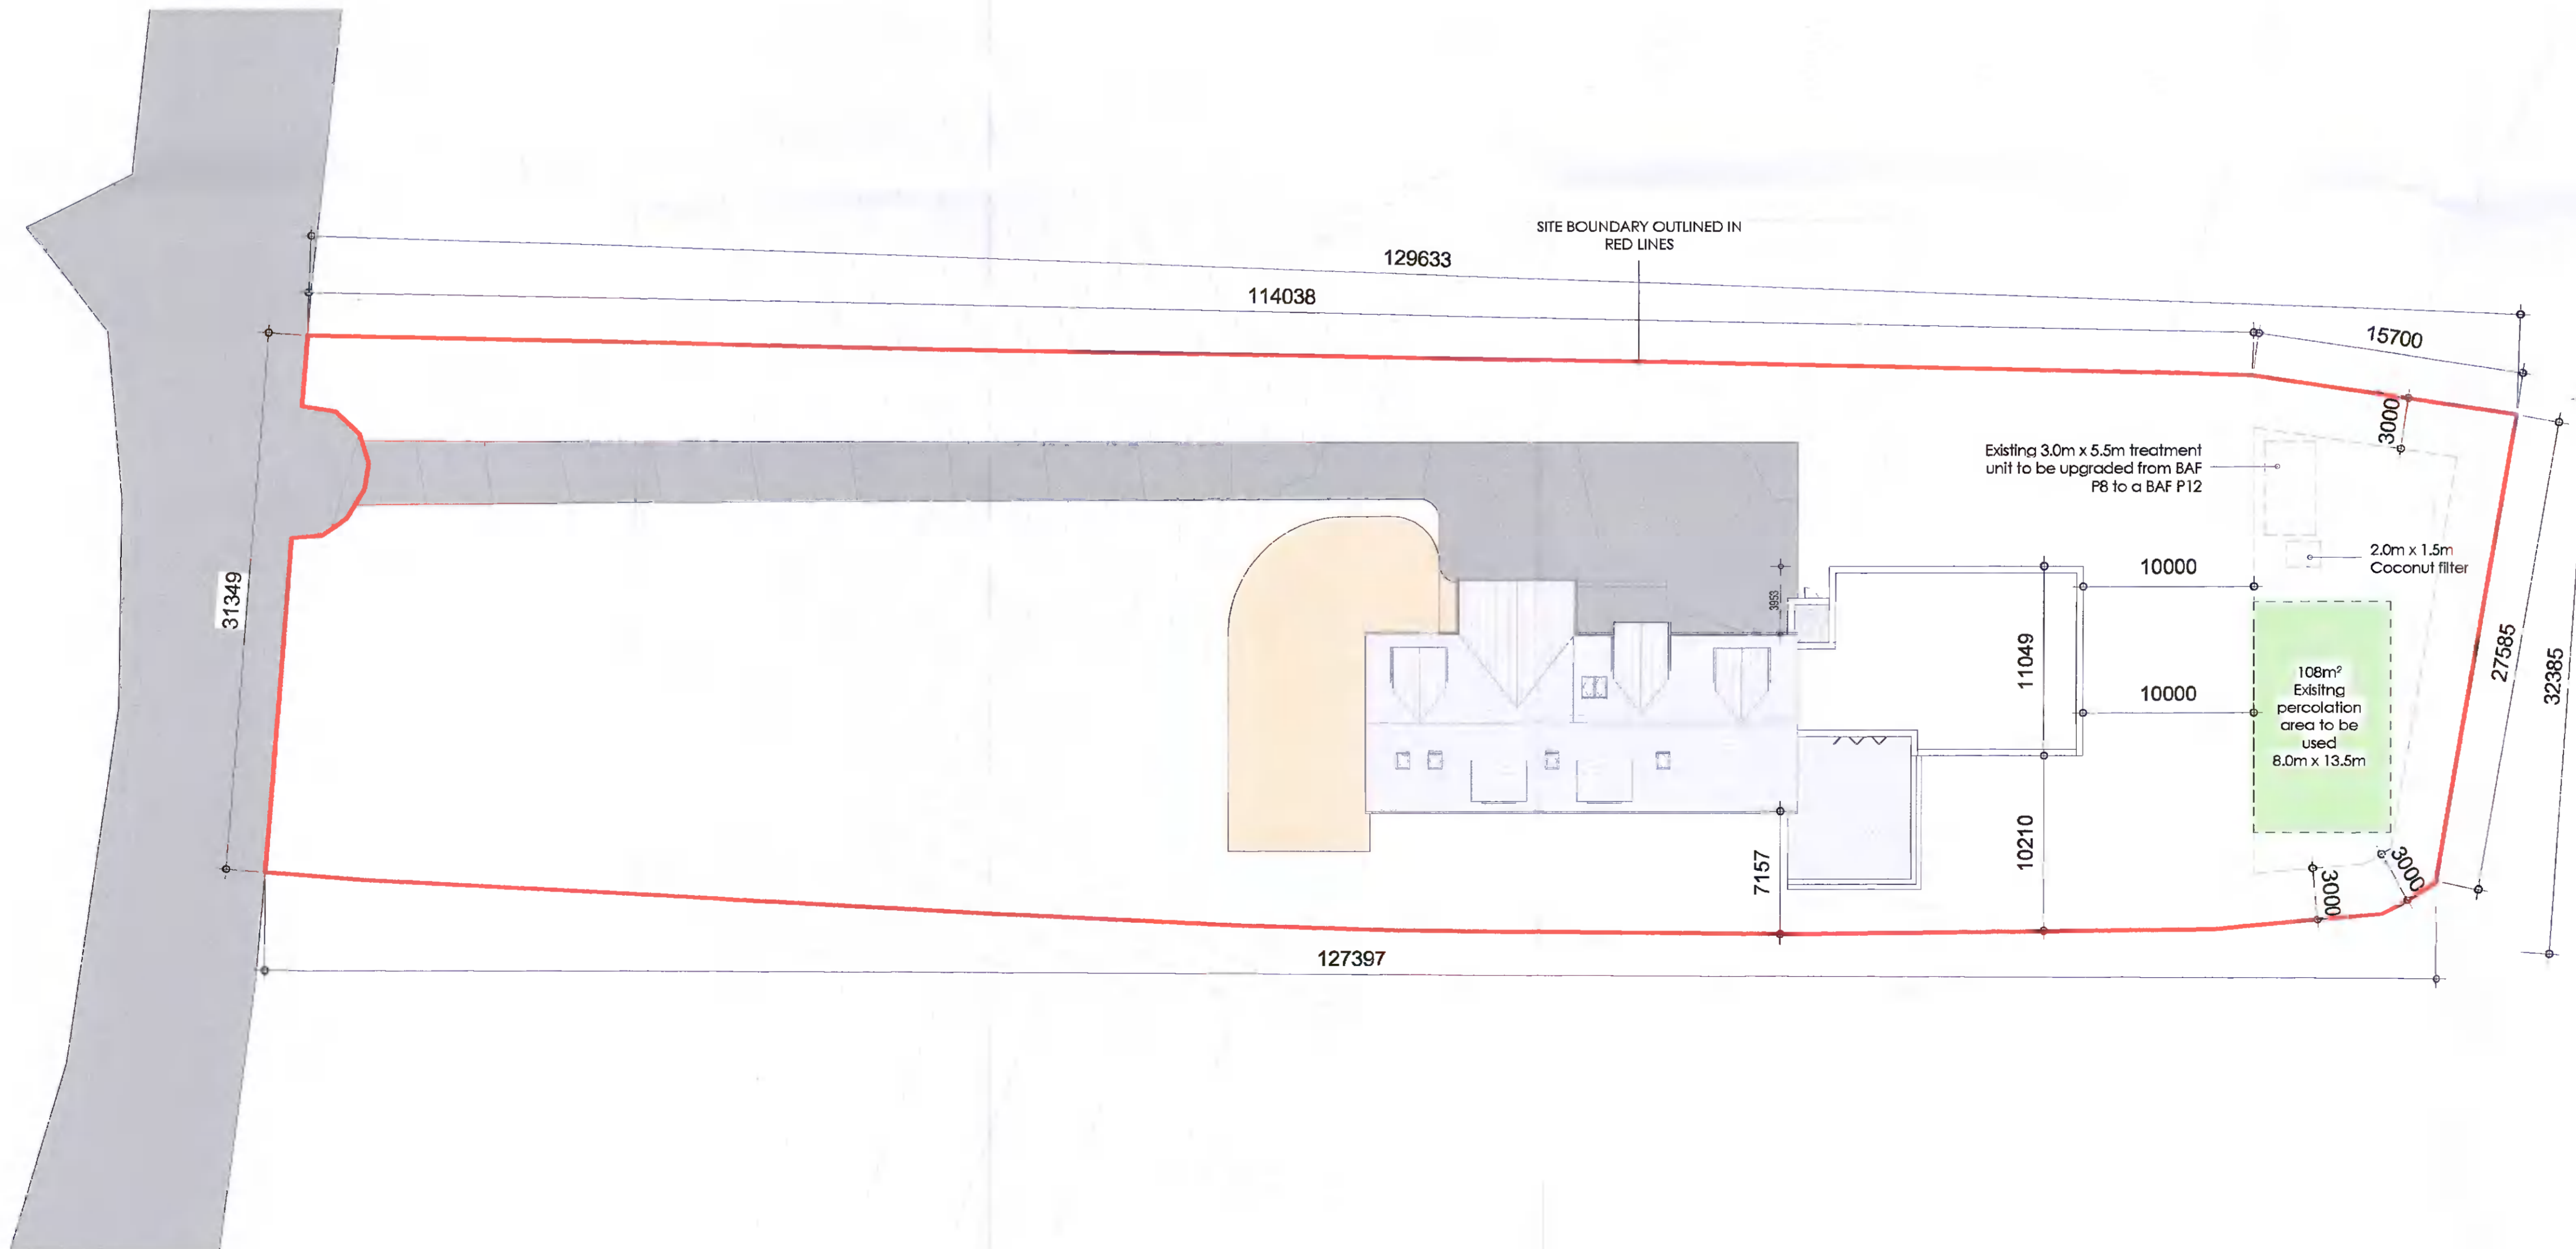 SITE BOUNDARY OUTLINED IN
RED LINES
129633
114038
15700
3000
Existing 3.0m x 5.5m treatment
unit to be upgraded from BAF
P8 to a BAF P12
2.0m x 1.5m
Coconut filter
10000
31349
3953
11049
10000
27585
32385
108m²
Exisitng
percolation
area to be
used
8.0m x 13.5m
10210
7157
3000
3000
127397